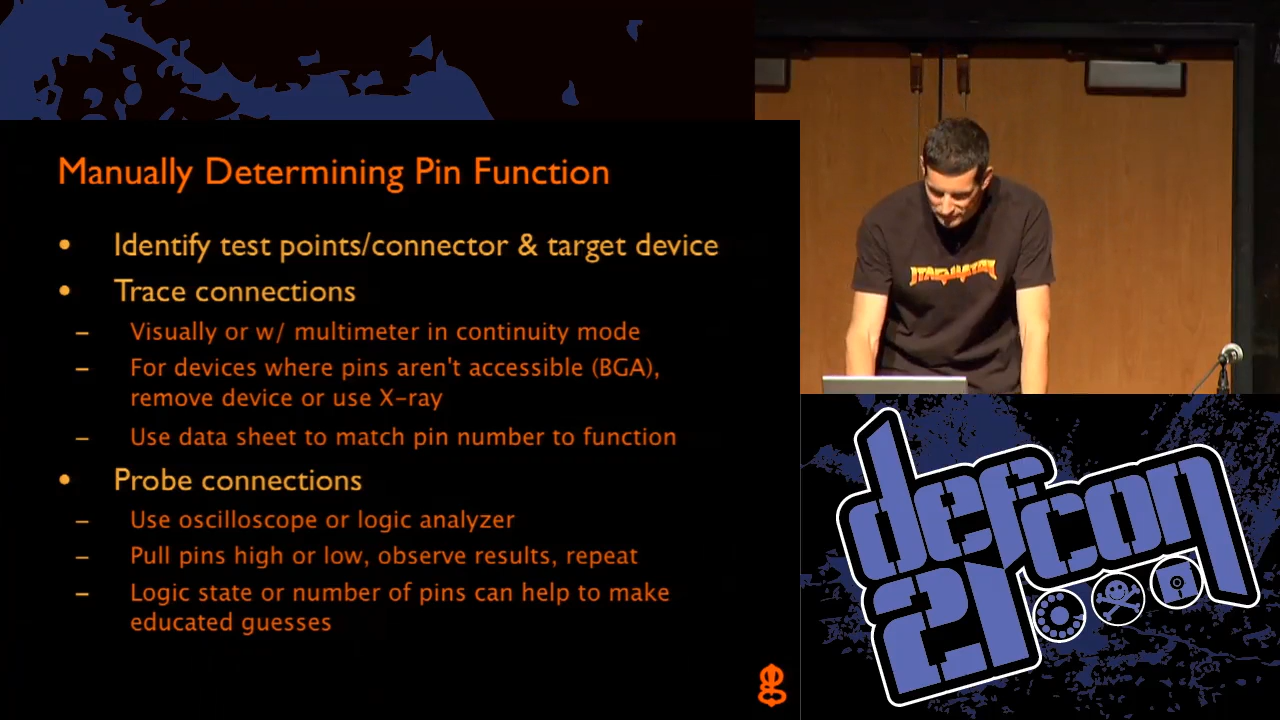 Manually Determining Pin Function
• Identify test points/connector & target device
• Trace connections
– Visually or w/ multimeter in continuity mode
– For devices where pins aren't accessible (BGA),
remove device or use X-ray
– Use data sheet to match pin number to function
• Probe connections
– Use oscilloscope or logic analyzer
– Pull pins high or low, observe results, repeat
– Logic state or number of pins can help to make
educated guesses
defcon
21